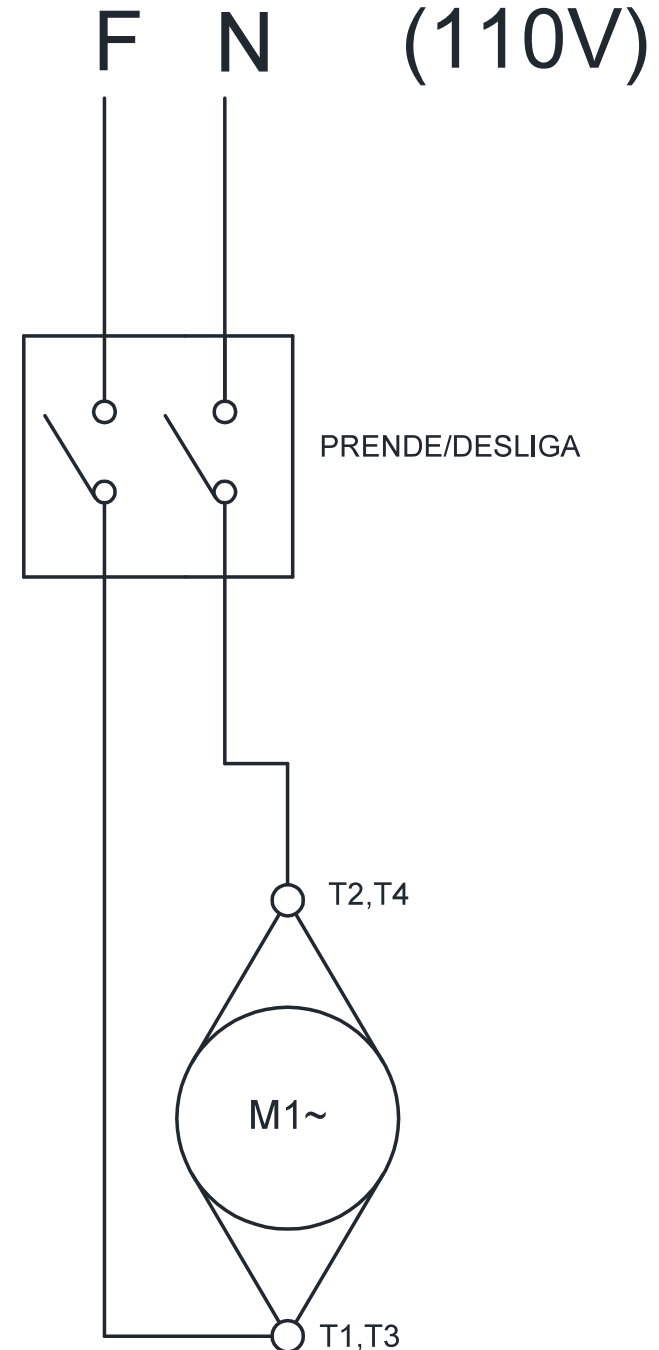 F N (110V)
PRENDE/DESLIGA
T2,T4
M1~
T1,T3